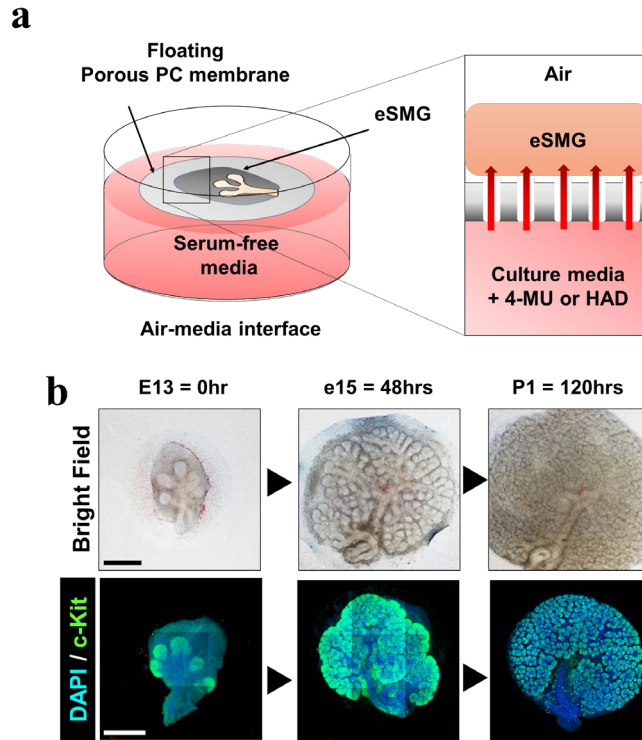 a
Floating
Porous PC membrane
eSMG
Serum-free
media
Air-media interface
Air
eSMG
Culture media
+ 4-MU or HAD
b
E13 = 0hr
e15 = 48hrs
P1 = 120hrs
Bright Field
DAPI / c-Kit